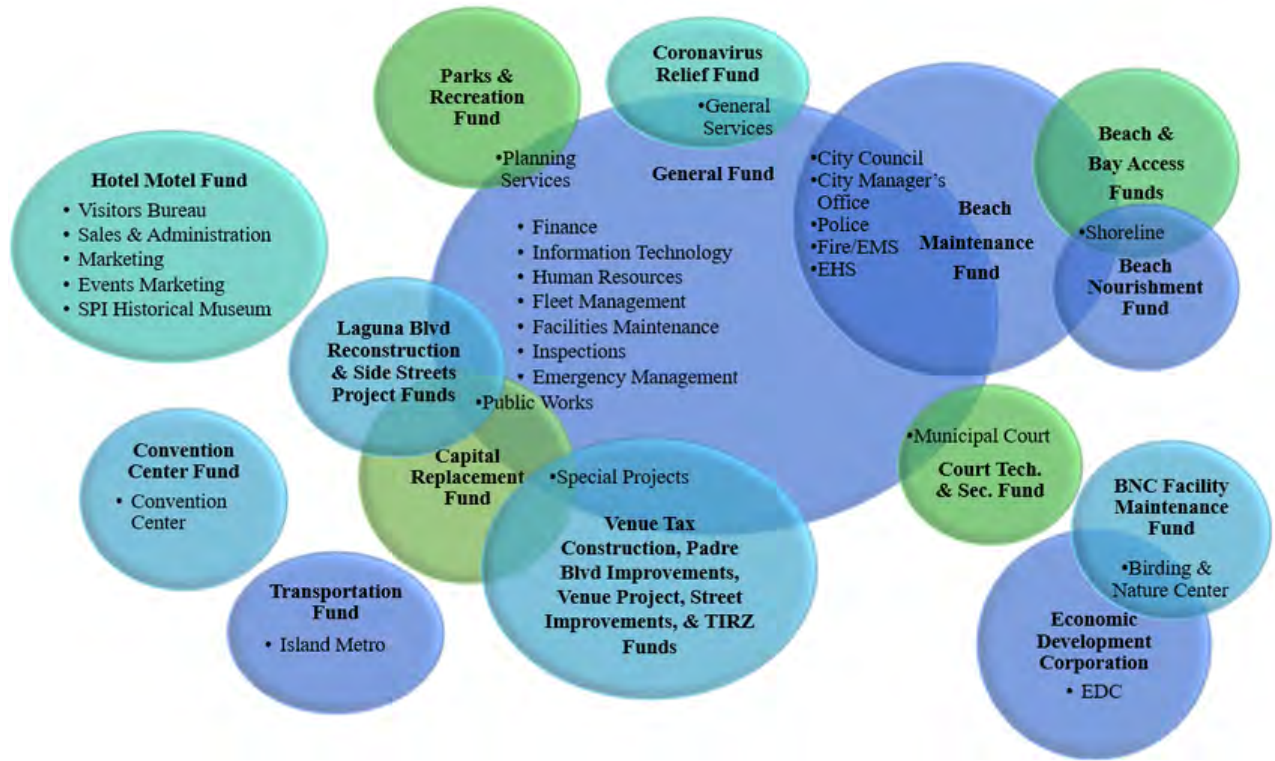 Parks &
Recreation
Fund
•Planning
Services
Coronavirus
Relief Fund
•General
Services
General Fund
• Finance
• Information Technology
• Human Resources
• Fleet Management
• Facilities Maintenance
• Inspections
• Emergency Management
•City Council
•City Manager's
Office
•Police
•Fire/EMS
•EHS
Beach
Maintenance
Fund
Beach &
Bay Access
Funds
•Shoreline
Beach
Nourishment
Fund
Hotel Motel Fund
• Visitors Bureau
• Sales & Administration
• Marketing
• Events Marketing
• SPI Historical Museum
Laguna Blvd
Reconstruction
& Side Streets
Project Funds
•Public Works
Capital
Replacement
Fund
Convention
Center Fund
• Convention
Center
Transportation
Fund
• Island Metro
•Special Projects
Venue Tax
Construction, Padre
Blvd Improvements,
Venue Project, Street
Improvements, & TIRZ
Funds
•Municipal Court
Court Tech.
& Sec. Fund
BNC Facility
Maintenance
Fund
•Birding &
Nature Center
Economic
Development
Corporation
• EDC